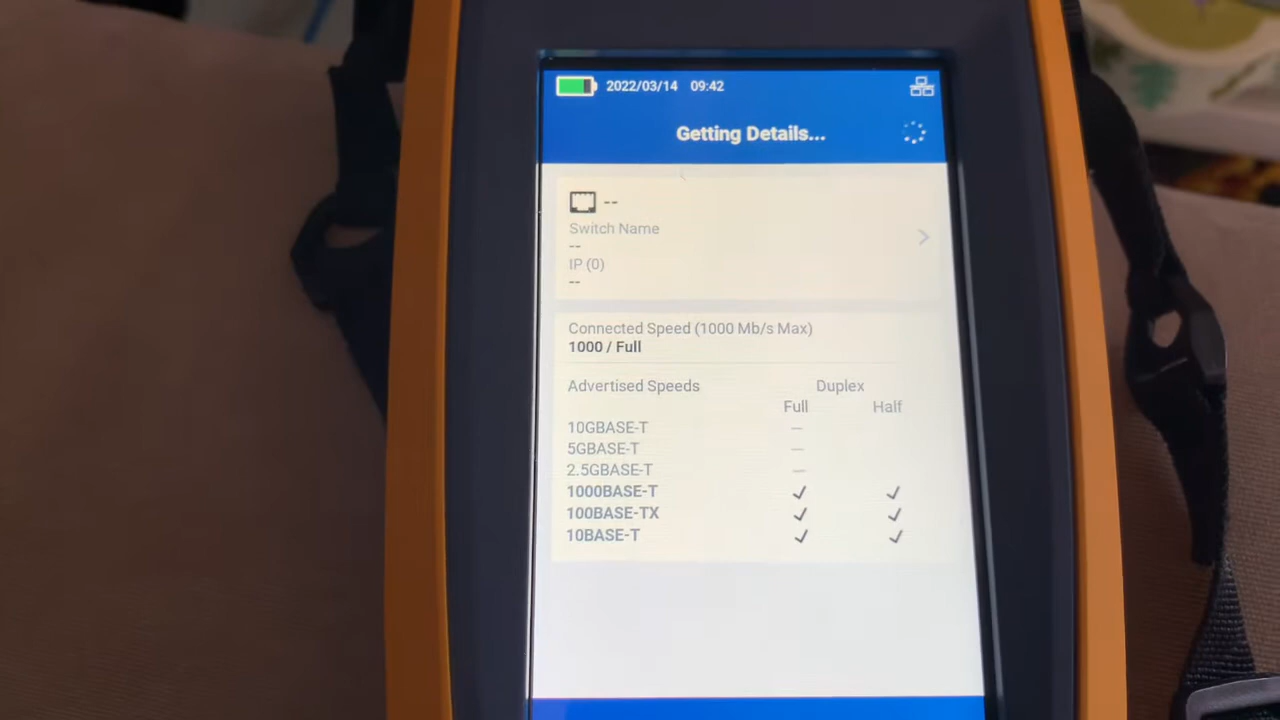 2022/03/14 09:42
Getting Details...
--
Switch Name
--
IP (0)
--
Connected Speed (1000 Mb/s Max)
1000 / Full
Advertised Speeds Duplex
Full Half
10GBASE-T —
5GBASE-T —
2.5GBASE-T —
1000BASE-T ✓ ✓
100BASE-TX ✓ ✓
10BASE-T ✓ ✓